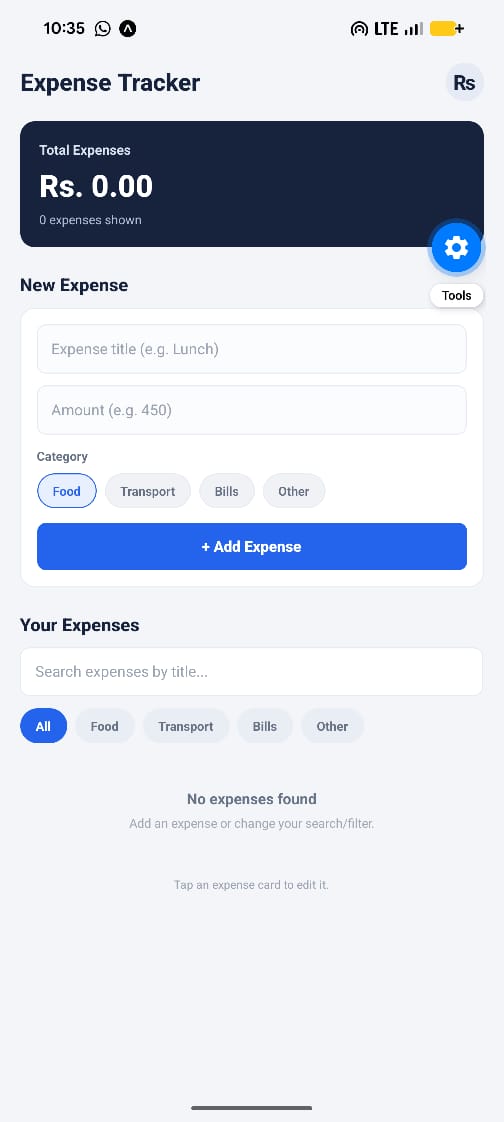 10:35 LTE
Expense Tracker
Rs
Total Expenses
Rs. 0.00
0 expenses shown
Tools
New Expense
Expense title (e.g. Lunch)
Amount (e.g. 450)
Category
Food Transport Bills Other
+ Add Expense
Your Expenses
Search expenses by title...
All Food Transport Bills Other
No expenses found
Add an expense or change your search/filter.
Tap an expense card to edit it.